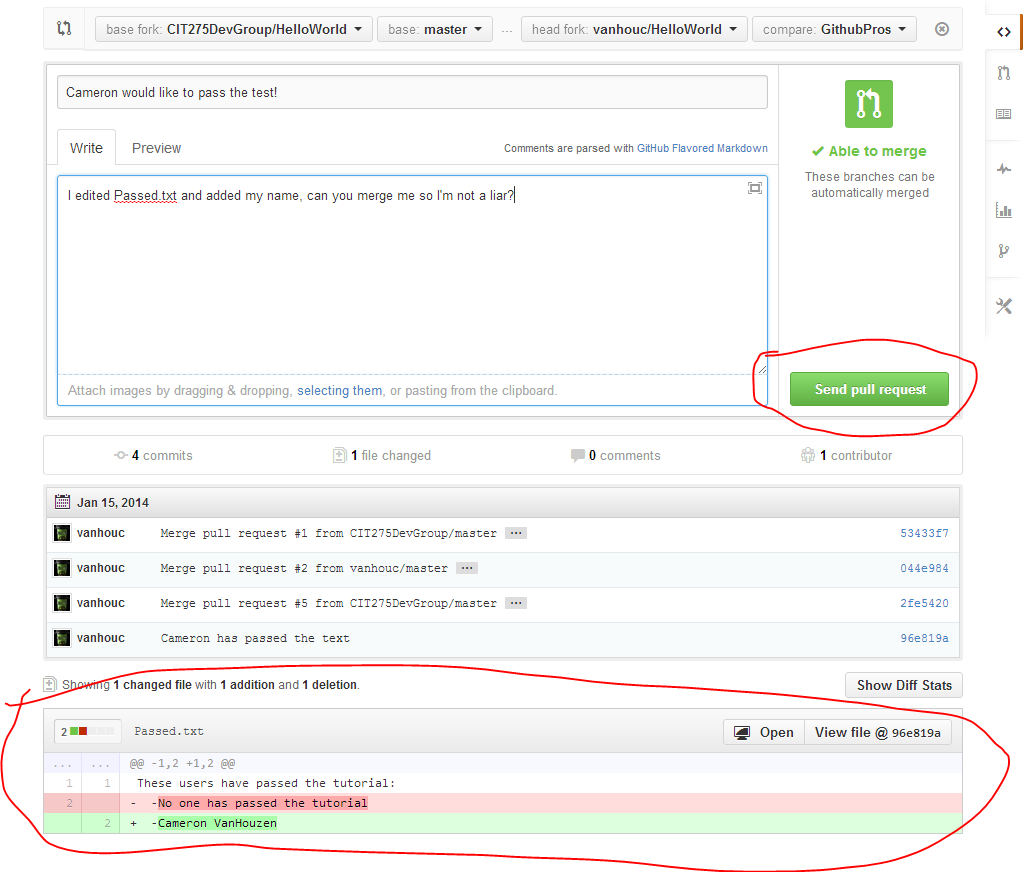 base fork: CIT275DevGroup/HelloWorld base: master ... head fork: vanhouc/HelloWorld compare: GithubPros
Cameron would like to pass the test!
Write Preview Comments are parsed with GitHub Flavored Markdown
I edited Passed.txt and added my name, can you merge me so I'm not a liar?
Attach images by dragging & dropping, selecting them, or pasting from the clipboard.
Able to merge
These branches can be
automatically merged
Send pull request
4 commits 1 file changed 0 comments 1 contributor
Jan 15, 2014
vanhouc Merge pull request #1 from CIT275DevGroup/master ... 53433f7
vanhouc Merge pull request #2 from vanhouc/master ... 044e984
vanhouc Merge pull request #5 from CIT275DevGroup/master ... 2fe5420
vanhouc Cameron has passed the text 96e819a
Showing 1 changed file with 1 addition and 1 deletion. Show Diff Stats
2 Passed.txt Open View file @ 96e819a
... ... @@ -1,2 +1,2 @@
1 1 These users have passed the tutorial:
2 - -No one has passed the tutorial
2 + -Cameron VanHouzen